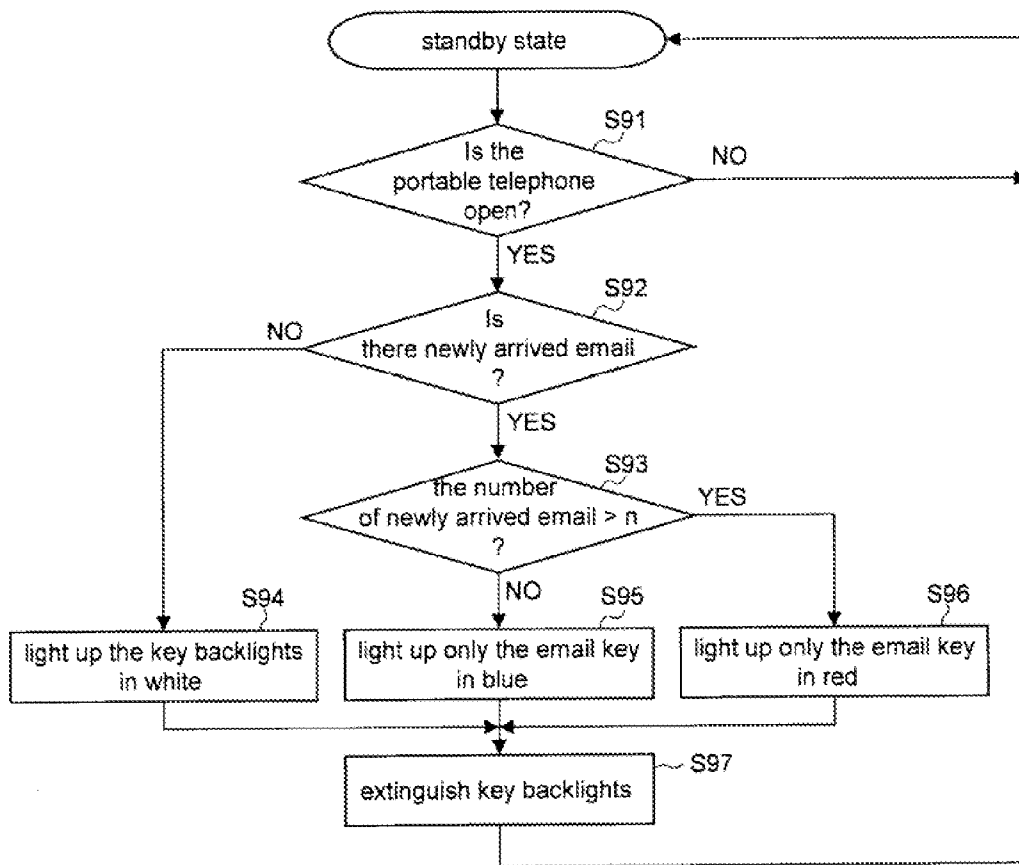 standby state
S91
Is the
portable telephone
open?
NO
YES
S92
NO
Is
there newly arrived email
?
YES
S93
the number
of newly arrived email > n
?
YES
NO
S94
light up the key backlights
in white
S95
light up only the email key
in blue
S96
light up only the email key
in red
S97
extinguish key backlights